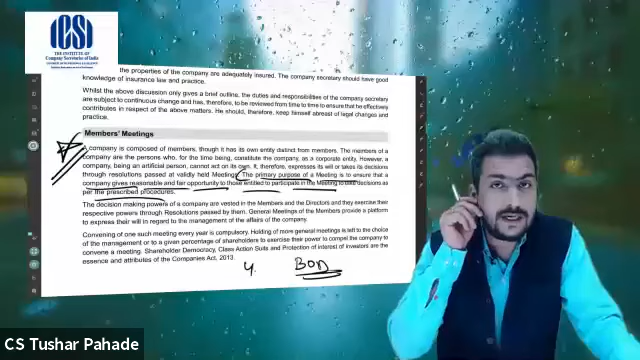 ICSI
THE INSTITUTE OF
Company Secretaries of India
the properties of the company are adequately insured. The company secretary should have good
knowledge of insurance law and practice.
Whilst the above discussion only gives a brief outline, the duties and responsibilities of the company secretary
are subject to continuous change and has, therefore, to be reviewed from time to time to ensure that he effectively
contributes in respect of the above matters. He should, therefore, keep himself abreast of legal changes and
practice.
Members' Meetings
A company is composed of members, though it has its own entity distinct from members. The members of a
company are the persons who, for the time being, constitute the company, as a corporate entity. However, a
company, being an artificial person, cannot act on its own. It, therefore, expresses its will or takes its decisions
through resolutions passed at validly held Meetings. The primary purpose of a Meeting is to ensure that a
company gives reasonable and fair opportunity to those entitled to participate in the Meeting to take decisions as
per the prescribed procedures.
The decision making powers of a company are vested in the Members and the Directors and they exercise their
respective powers through Resolutions passed by them. General Meetings of the Members provide a platform
to express their will in regard to the management of the affairs of the company.
Convening of one such meeting every year is compulsory. Holding of more general meetings is left to the choice
of the management or to a given percentage of shareholders to exercise their power to compel the company to
convene a meeting. Shareholder Democracy, Class Action Suits and Protection of interest of investors are the
essence and attributes of the Companies Act, 2013.
4. BOD
CS Tushar Pahade